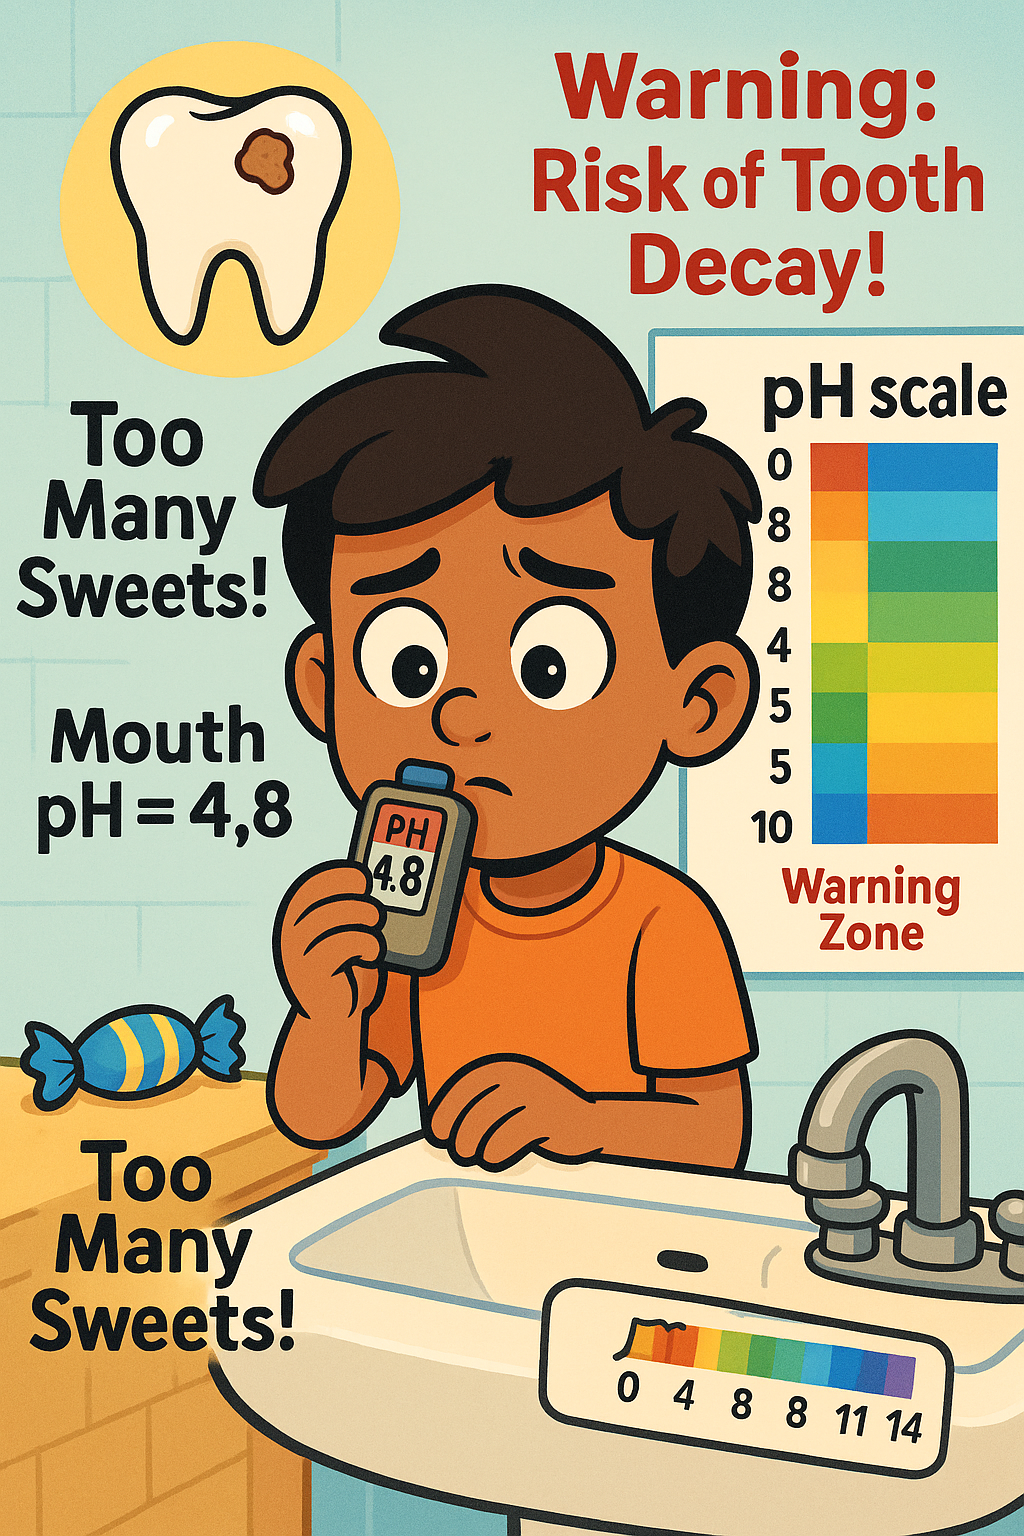 Warning:
Risk of Tooth
Decay!
Too
Many
Sweets!
Mouth
pH = 4,8
PH
4.8
pH scale
0
8
8
4
5
5
10
Warning
Zone
Too
Many
Sweets!
0 4 8 8 11 14